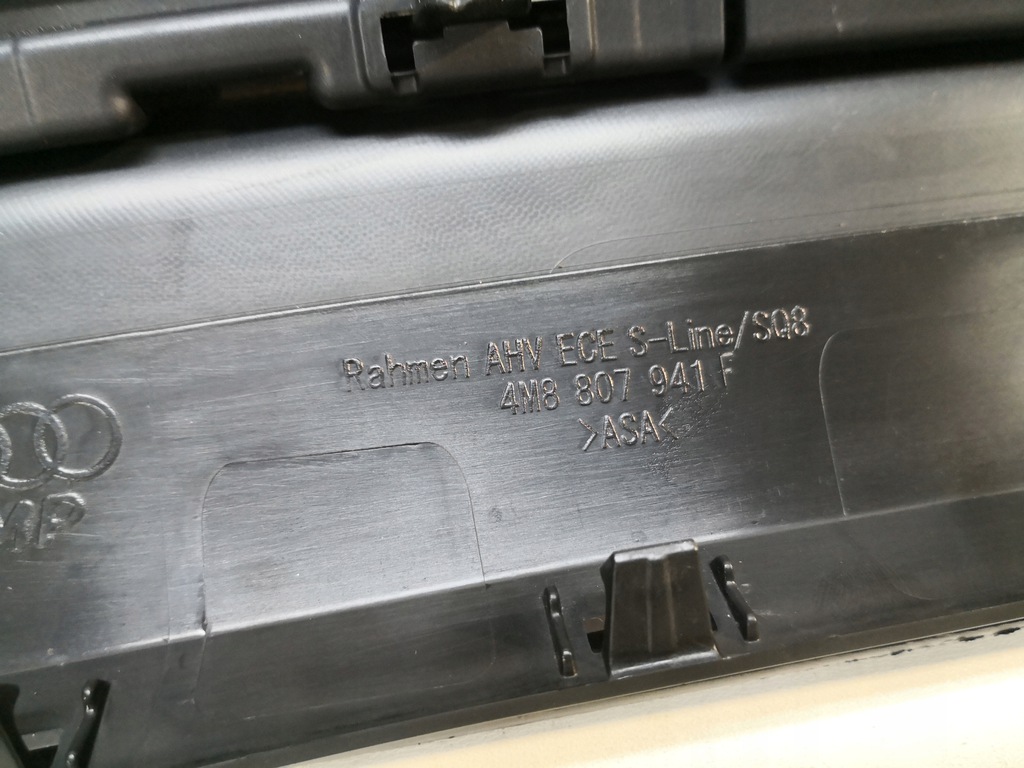 Rahmen AHV ECE S-Line/SQ8
4M8 807 941 F
>ASA<